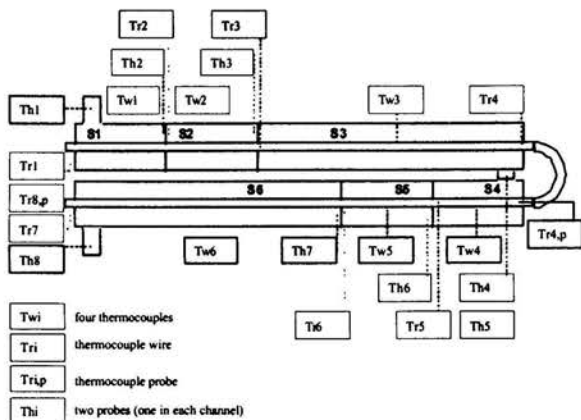 Tr2 Tr3
Th2 Th3
Th1 Tw1 Tw2 Tw3 Tr4
S1 S2 S3
Tr1
Tr8,p S6 S5 S4
Tr7 Tr4,p
Th8 Tw6 Th7 Tw5 Tw4
Th6 Th4
Tr6 Tr5 Th5
Twi four thermocouples
Tri thermocouple wire
Tri,p thermocouple probe
Thi two probes (one in each channel)